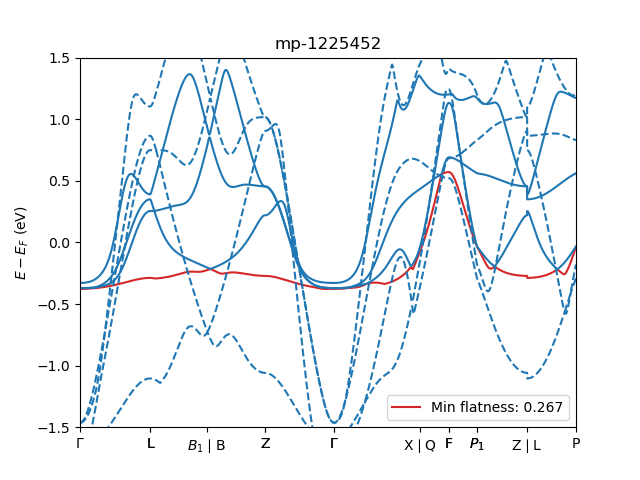 mp-1225452
E − E_F (eV)
1.5
1.0
0.5
0.0
−0.5
−1.0
−1.5
Min flatness: 0.267
Γ L B₁ | B Z Γ X | Q F P₁ Z | L P